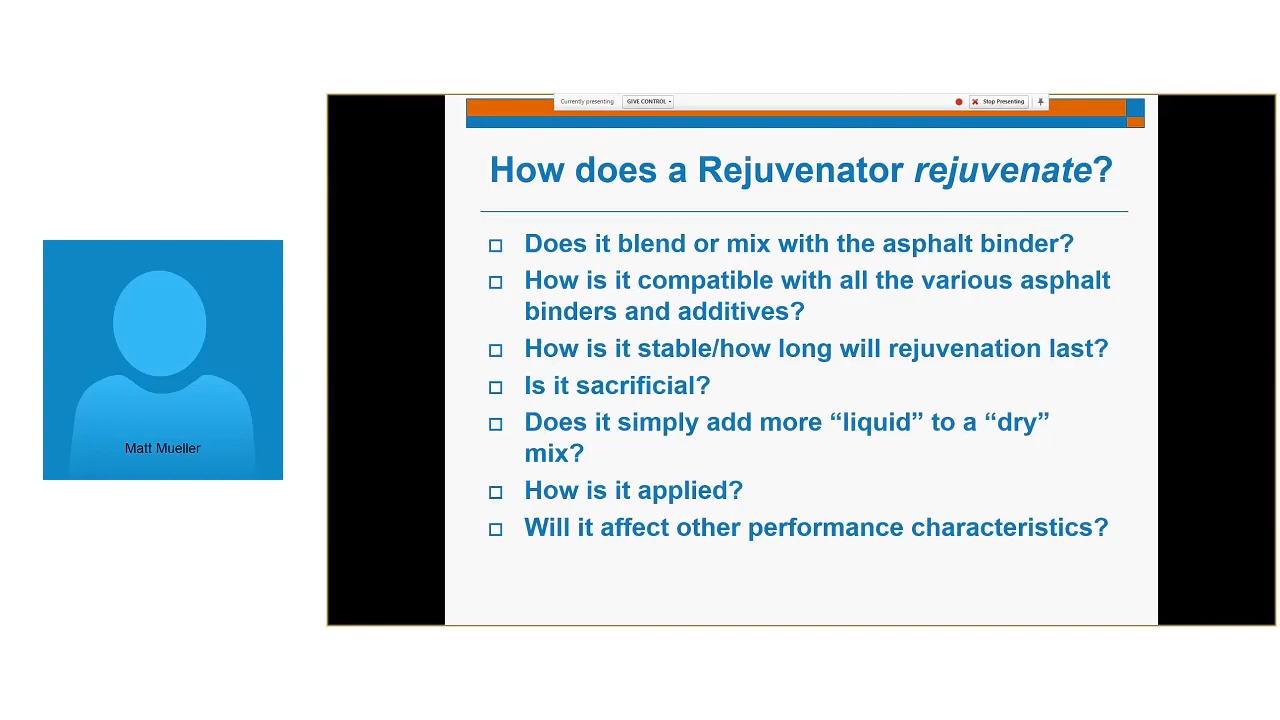 Currently presenting GIVE CONTROL Stop Presenting
How does a Rejuvenator rejuvenate?
Does it blend or mix with the asphalt binder?
How is it compatible with all the various asphalt
binders and additives?
How is it stable/how long will rejuvenation last?
Is it sacrificial?
Does it simply add more “liquid” to a “dry”
mix?
How is it applied?
Will it affect other performance characteristics?
Matt Mueller